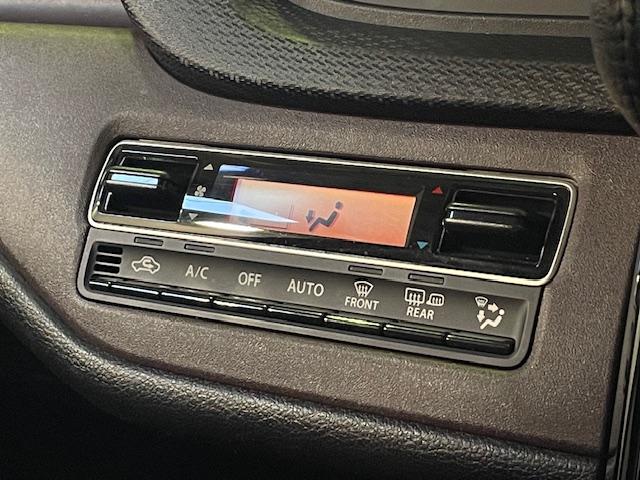 A/C OFF AUTO FRONT REAR